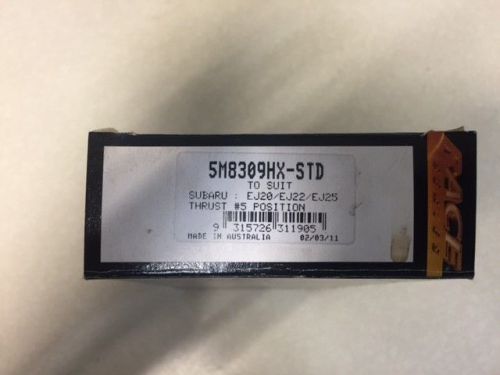 5M8309HX-STD
TO SUIT
SUBARU : EJ20/EJ22/EJ25
THRUST #5 POSITION
9 315726 311905
MADE IN AUSTRALIA 02/03/11